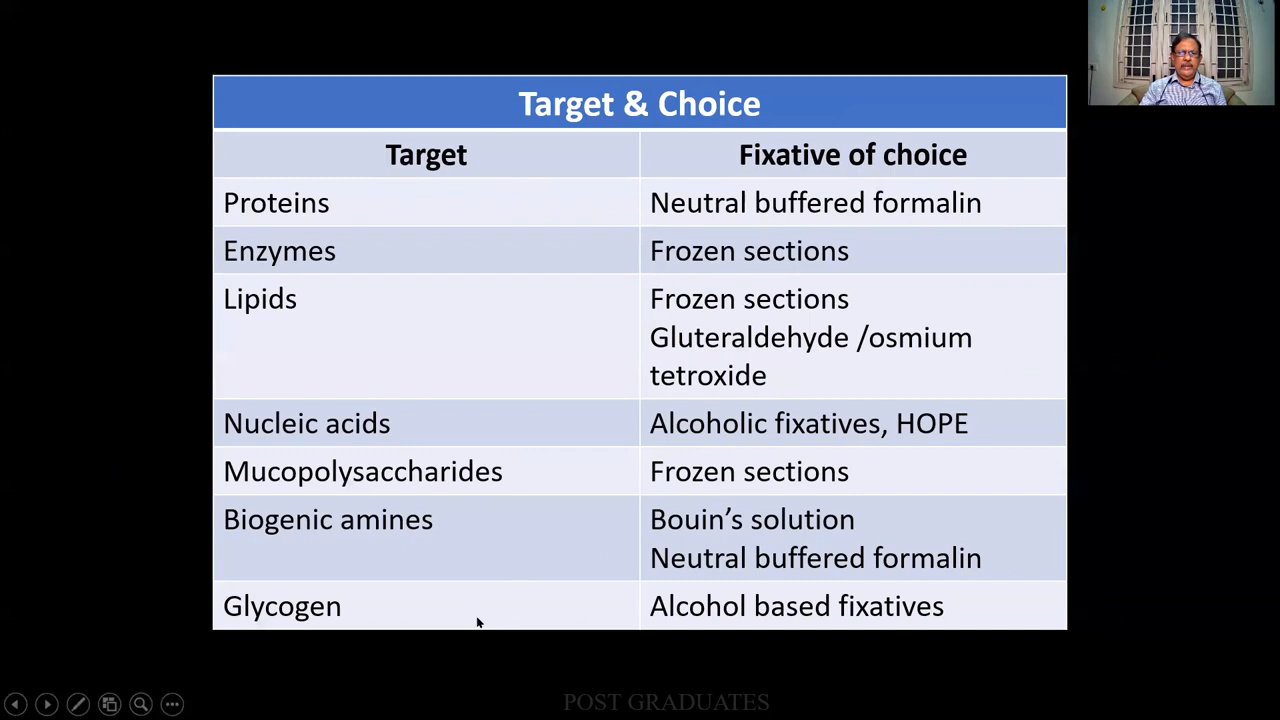 Target & Choice
Target
Fixative of choice
Proteins
Neutral buffered formalin
Enzymes
Frozen sections
Lipids
Frozen sections
Gluteraldehyde /osmium
tetroxide
Nucleic acids
Alcoholic fixatives, HOPE
Mucopolysaccharides
Frozen sections
Biogenic amines
Bouin’s solution
Neutral buffered formalin
Glycogen
Alcohol based fixatives
POST GRADUATES